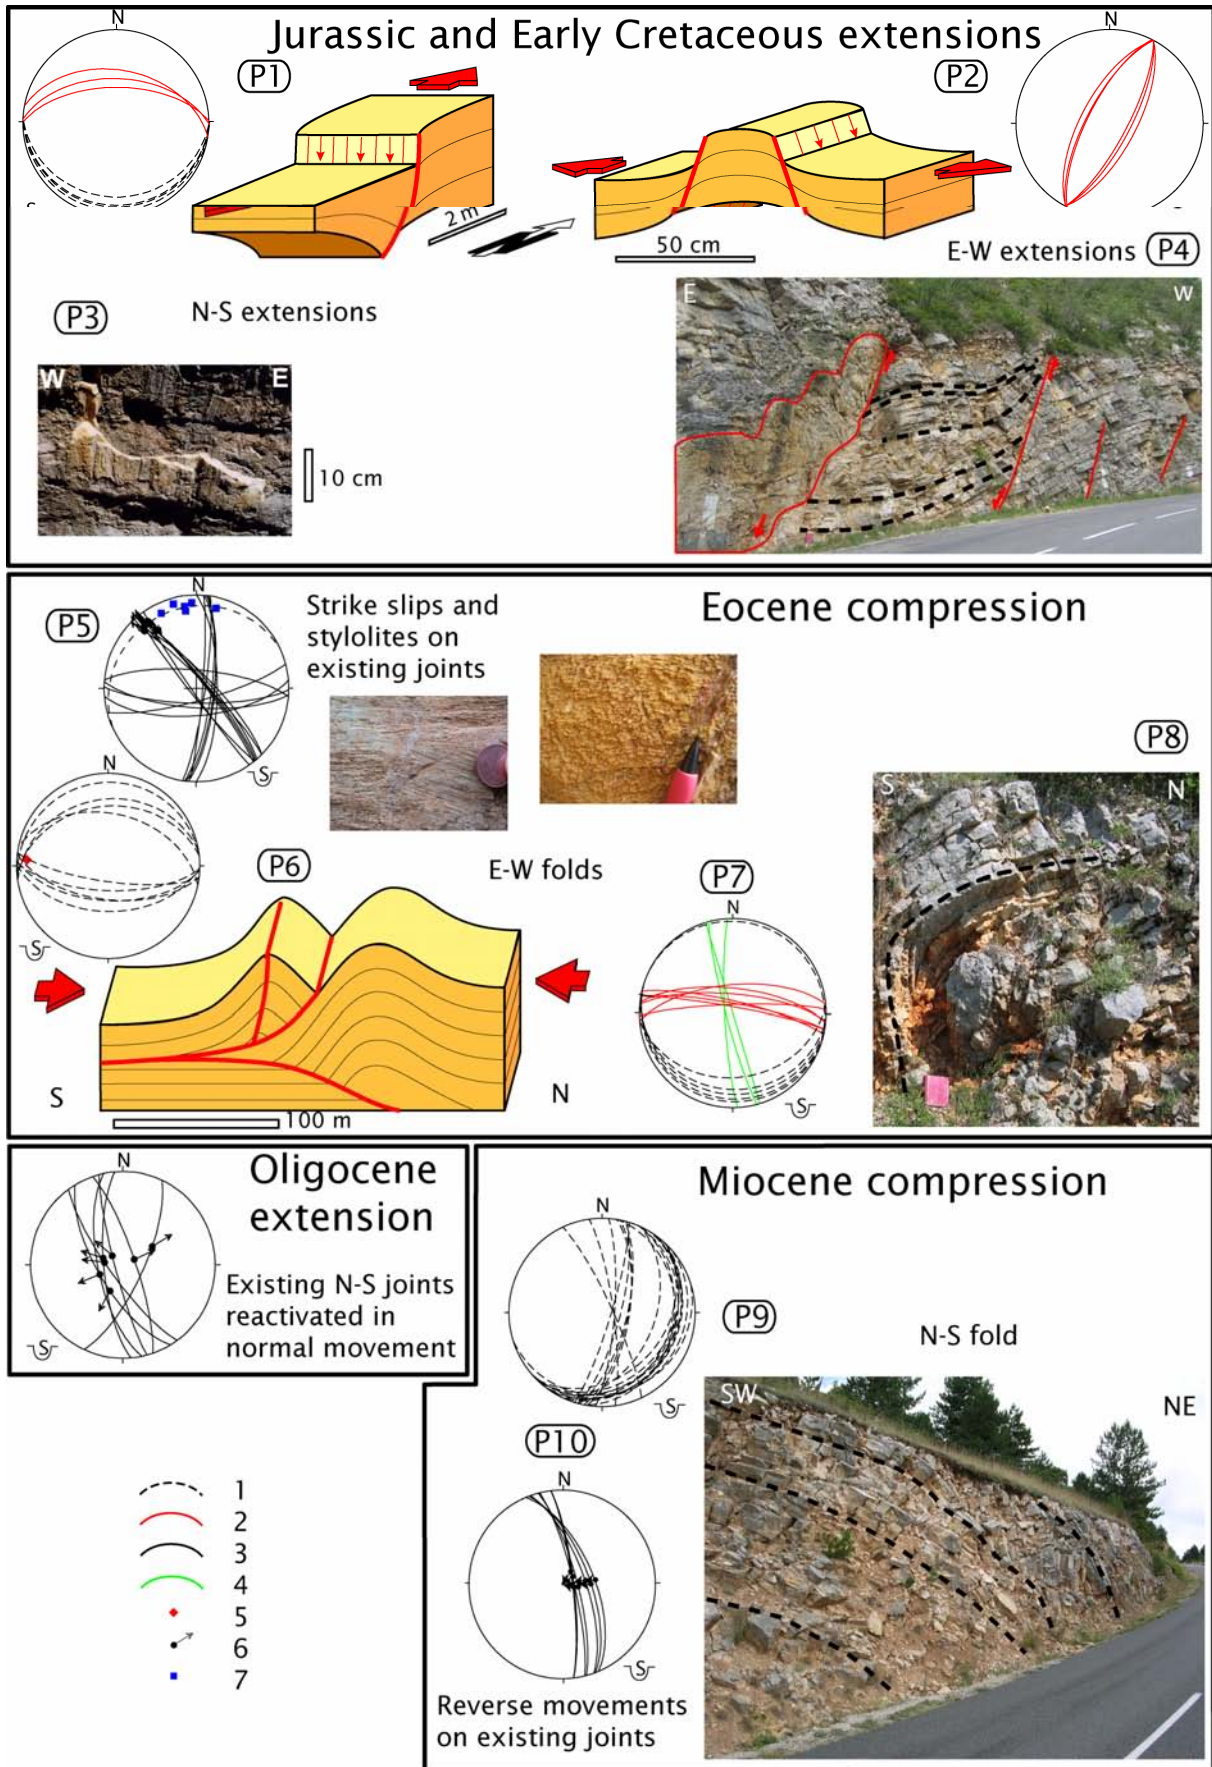 Jurassic and Early Cretaceous extensions
N
P1
P2
N
2 m
50 cm
E-W extensions
P4
P3
N-S extensions
W
E
10 cm
E
W
P5
N
S
Strike slips and
stylolites on
existing joints
Eocene compression
P8
N
S
P6
E-W folds
P7
N
S
S
N
S
N
100 m
N
S
Oligocene
extension
Existing N-S joints
reactivated in
normal movement
Miocene compression
N
S
P9
N-S fold
SW
NE
P10
N
S
Reverse movements
on existing joints
1
2
3
4
5
6
7